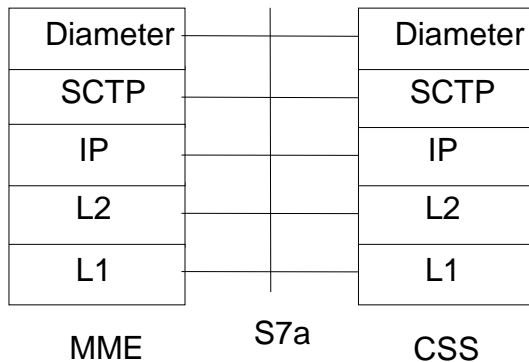 Diameter Diameter
SCTP SCTP
IP IP
L2 L2
L1 L1
MME S7a CSS